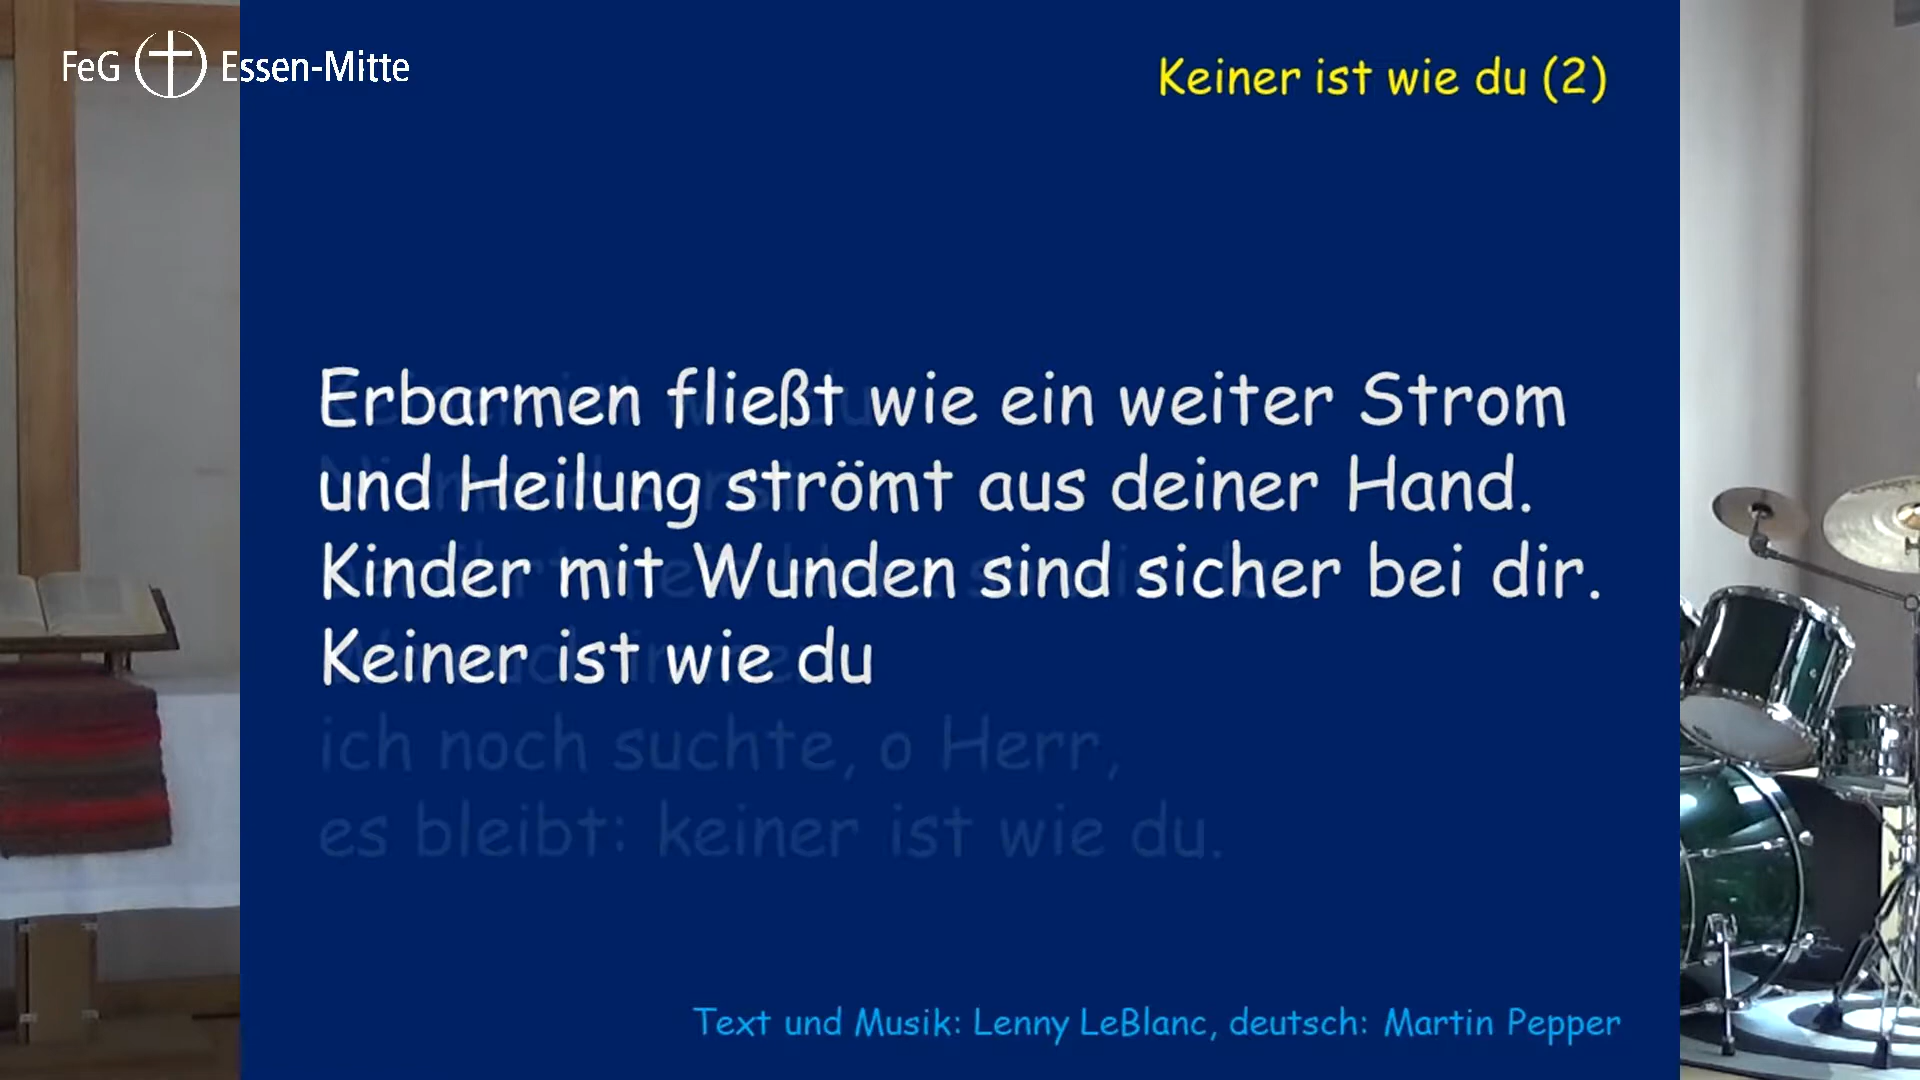 FeG Essen-Mitte
Keiner ist wie du (2)
Erbarmen fließt wie ein weiter Strom
und Heilung strömt aus deiner Hand.
Kinder mit Wunden sind sicher bei dir.
Keiner ist wie du
ich noch suchte, o Herr,
es bleibt: keiner ist wie du.
Text und Musik: Lenny LeBlanc, deutsch: Martin Pepper